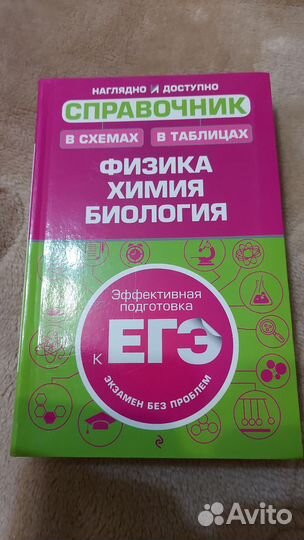 НАГЛЯДНО И ДОСТУПНО
СПРАВОЧНИК
В СХЕМАХ В ТАБЛИЦАХ
ФИЗИКА
ХИМИЯ
БИОЛОГИЯ
Эффективная
подготовка
к ЕГЭ
ЭКЗАМЕН БЕЗ ПРОБЛЕМ
Avito